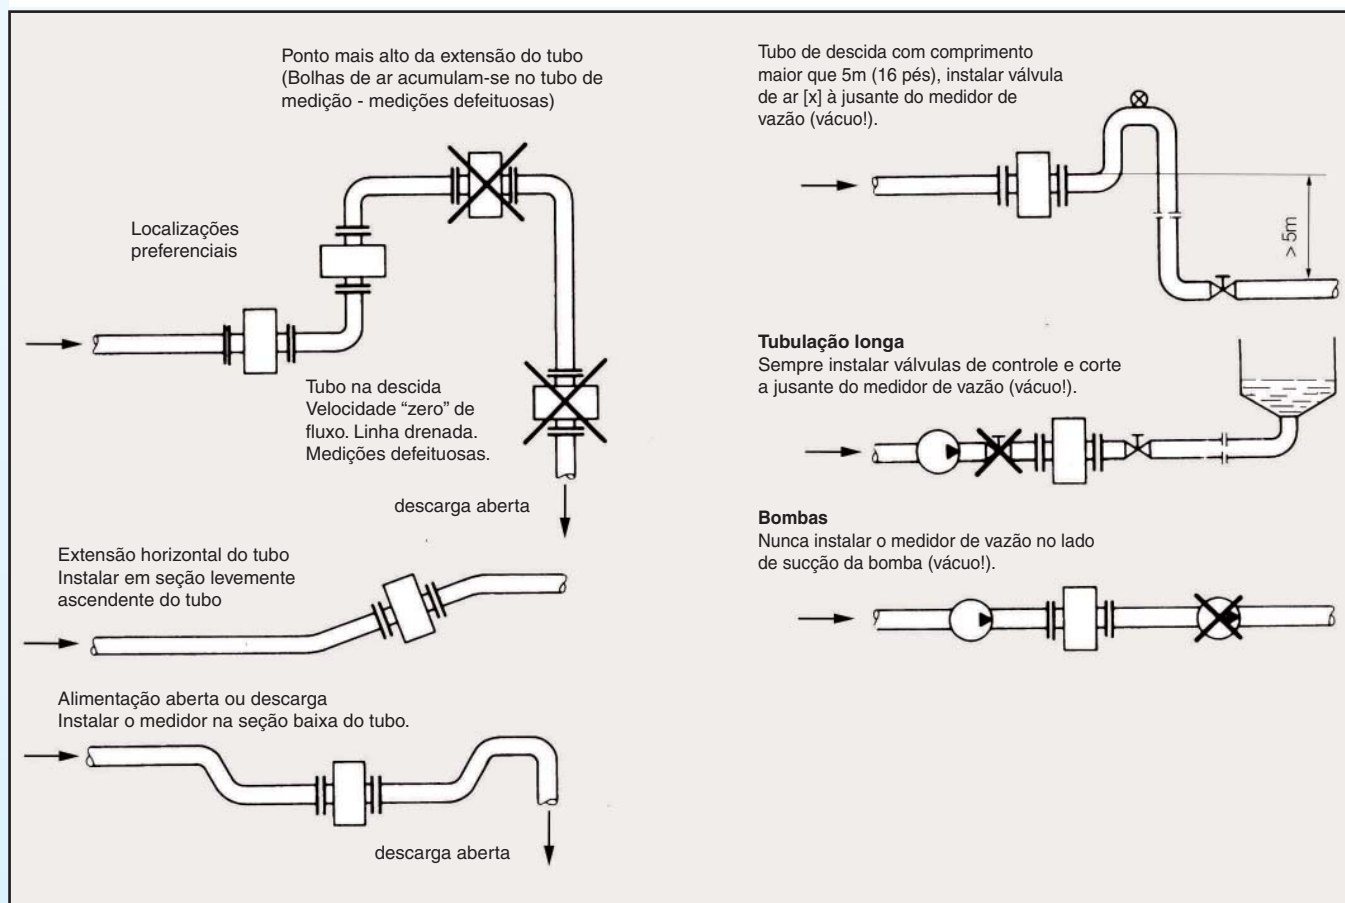 Ponto mais alto da extensão do tubo
(Bolhas de ar acumulam-se no tubo de
medição - medições defeituosas)
Localizações
preferenciais
Tubo na descida
Velocidade “zero” de
fluxo. Linha drenada.
Medições defeituosas.
descarga aberta
Extensão horizontal do tubo
Instalar em seção levemente
ascendente do tubo
Alimentação aberta ou descarga
Instalar o medidor na seção baixa do tubo.
descarga aberta
Tubo de descida com comprimento
maior que 5m (16 pés), instalar válvula
de ar [x] à jusante do medidor de
vazão (vácuo!).
> 5m
Tubulação longa
Sempre instalar válvulas de controle e corte
a jusante do medidor de vazão (vácuo!).
Bombas
Nunca instalar o medidor de vazão no lado
de sucção da bomba (vácuo!).